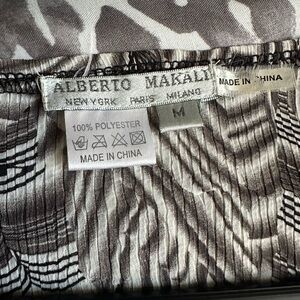 ALBERTO MAKALI
NEW YORK PARIS MILANO
MADE IN CHINA
M
100% POLYESTER
MADE IN CHINA